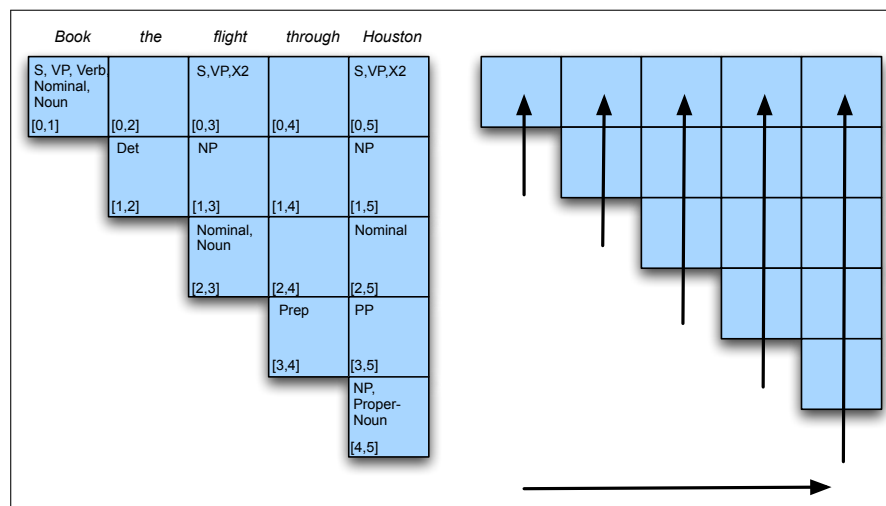 Book the flight through Houston
S, VP, Verb, Nominal, Noun
[0,1]
[0,2]
S,VP,X2
[0,3]
[0,4]
S,VP,X2
[0,5]
Det
[1,2]
NP
[1,3]
[1,4]
NP
[1,5]
Nominal,
Noun
[2,3]
[2,4]
Nominal
[2,5]
Prep
[3,4]
PP
[3,5]
NP,
Proper-
Noun
[4,5]